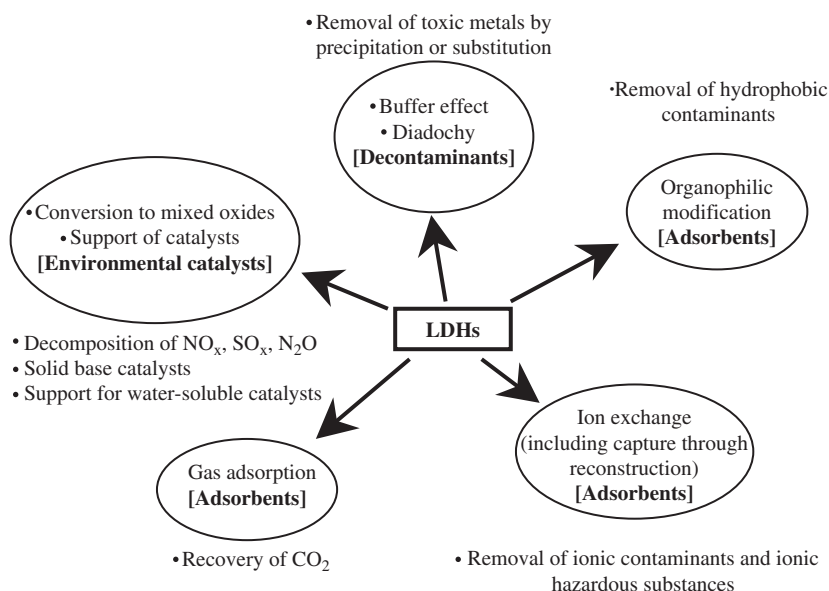 • Removal of toxic metals by
precipitation or substitution
• Buffer effect
• Diadochy
[Decontaminants]
·Removal of hydrophobic
contaminants
Organophilic
modification
[Adsorbents]
• Conversion to mixed oxides
• Support of catalysts
[Environmental catalysts]
• Decomposition of NOₓ, SOₓ, N₂O
• Solid base catalysts
• Support for water-soluble catalysts
LDHs
Gas adsorption
[Adsorbents]
• Recovery of CO₂
Ion exchange
(including capture through
reconstruction)
[Adsorbents]
• Removal of ionic contaminants and ionic
hazardous substances